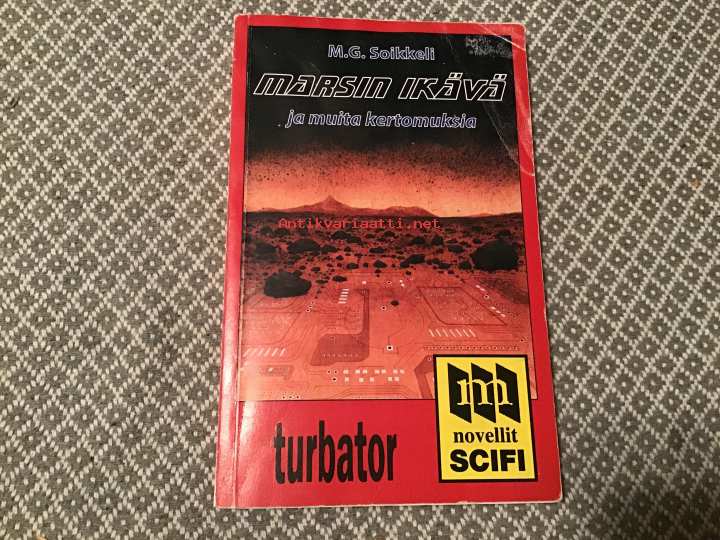 M.G. Soikkeli
MARSIN IKÄVÄ
ja muita kertomuksia
Antikvariaatti.net
turbator
m
novellit
SCIFI